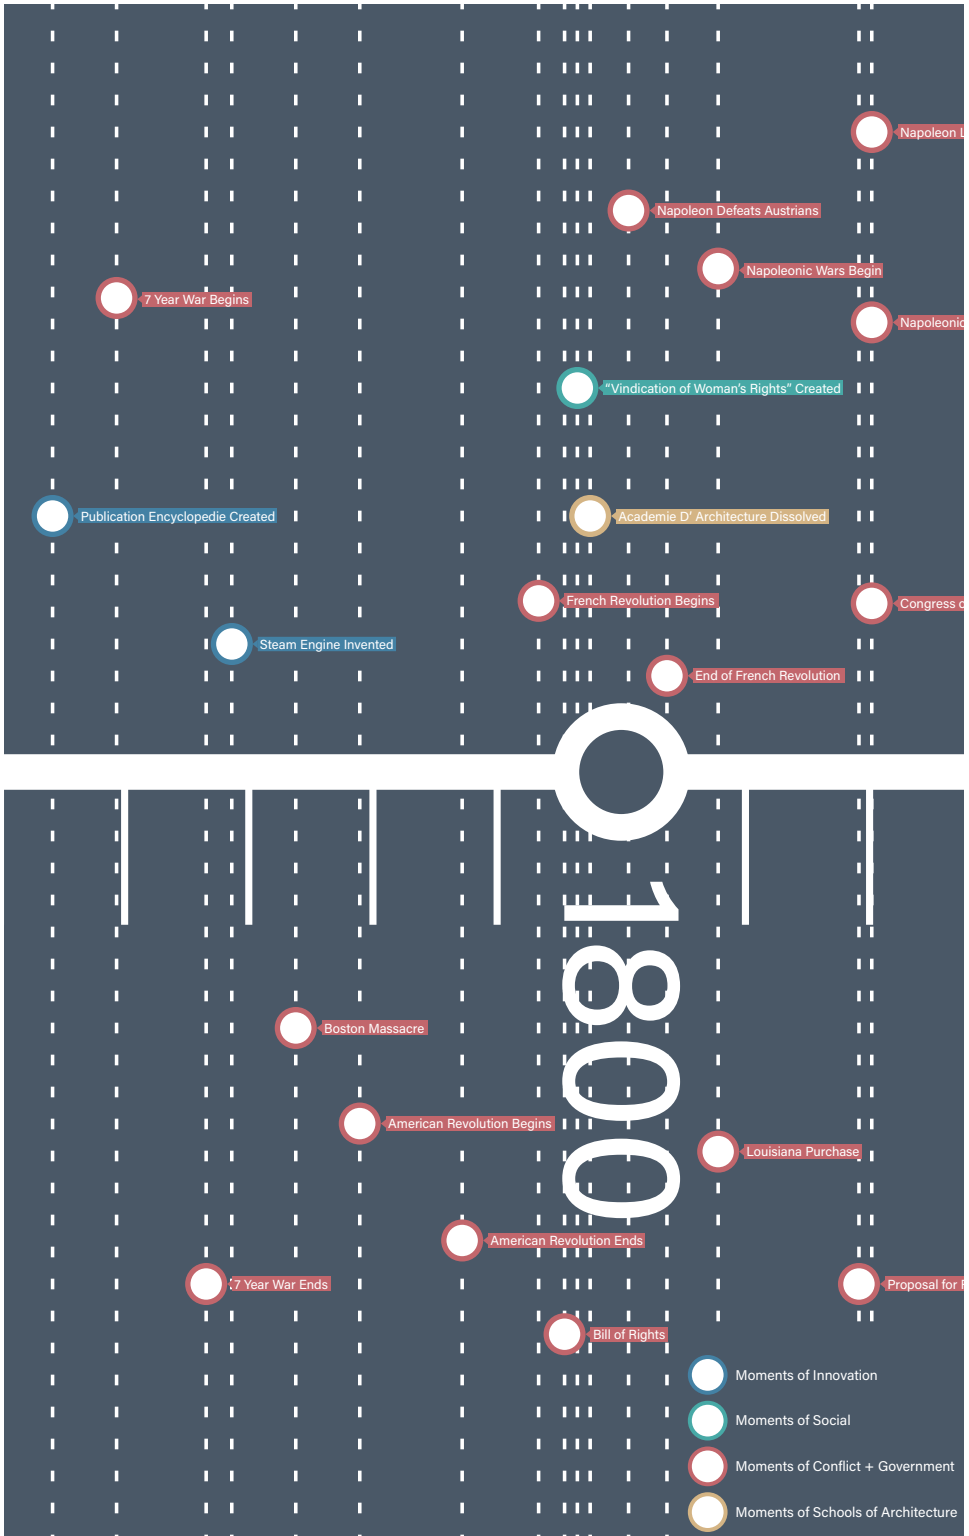 Napoleon L
Napoleon Defeats Austrians
Napoleonic Wars Begin
7 Year War Begins
Napoleonic
“Vindication of Woman’s Rights” Created
Publication Encyclopedie Created
Academie D' Architecture Dissolved
French Revolution Begins
Congress
Steam Engine Invented
End of French Revolution
1800
Boston Massacre
American Revolution Begins
Louisiana Purchase
American Revolution Ends
7 Year War Ends
Proposal for
Bill of Rights
Moments of Innovation
Moments of Social
Moments of Conflict + Government
Moments of Schools of Architecture